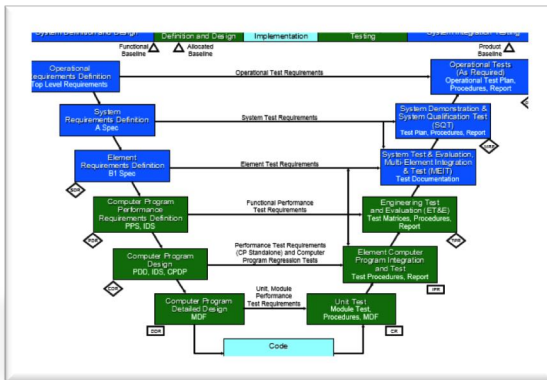 Definition and Design
Implementation
Testing
Functional
Baseline
Allocated
Baseline
Product
Baseline
Operational
Requirements Definition
Top Level Requirements
Operational Test Requirements
Operational Tests
(As Required)
Operational Test Plan,
Procedures, Report
System
Requirements Definition
A Spec
System Test Requirements
System Demonstration &
System Qualification Test
(SQT)
Test Plan, Procedures, Report
Element
Requirements Definition
B1 Spec
Element Test Requirements
System Test & Evaluation,
Multi-Element Integration
& Test (MEIT)
Test Documentation
Computer Program
Performance
Requirements Definition
PPS, IDS
Functional Performance
Test Requirements
Engineering Test
and Evaluation (ET&E)
Test Matrices, Procedures,
Report
PDR
TRR
Computer Program
Design
PDD, IDS, CPDP
Performance Test Requirements
(CP Standalone) and Computer
Program Regression Tests
Element Computer
Program Integration
and Test
Test Procedures, Report
CDR
IPR
Computer Program
Detailed Design
MDF
Unit, Module
Performance
Test Requirements
Unit Test
Module Test,
Procedures, MDF
DDR
CR
Code